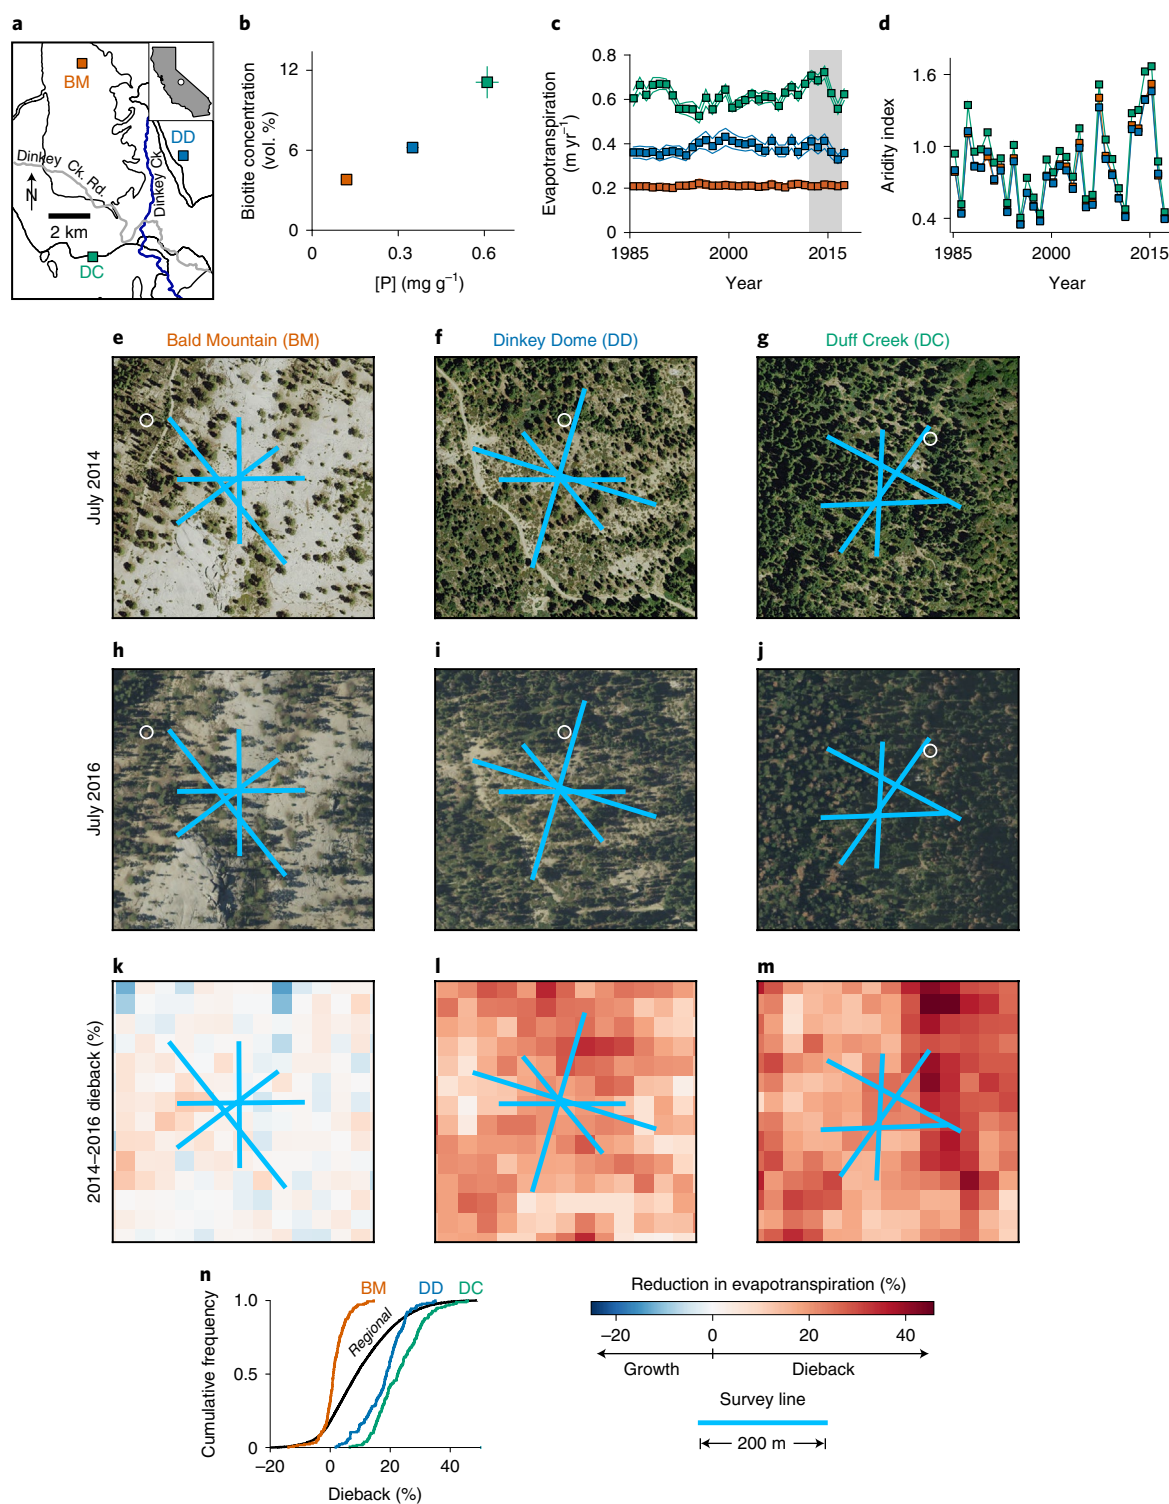 a
BM
DD
Dinkey Ck. Rd.
Dinkey Ck
N
2 km
DC
b
Biotite concentration
(vol. %)
12
6
0
0
0.3
0.6
[P] (mg g⁻¹)
c
Evapotranspiration
(m yr⁻¹)
0.8
0.6
0.4
0.2
0
1985
2000
2015
Year
d
Aridity index
1.6
1.0
0.4
1985
2000
2015
Year
e
Bald Mountain (BM)
f
Dinkey Dome (DD)
g
Duff Creek (DC)
July 2014
h
i
j
July 2016
k
l
m
2014–2016 dieback (%)
n
BM
DD
DC
Regional
Cumulative frequency
1.0
0.5
0
–20
0
20
40
Dieback (%)
Reduction in evapotranspiration (%)
–20
0
20
40
Growth
Dieback
Survey line
200 m